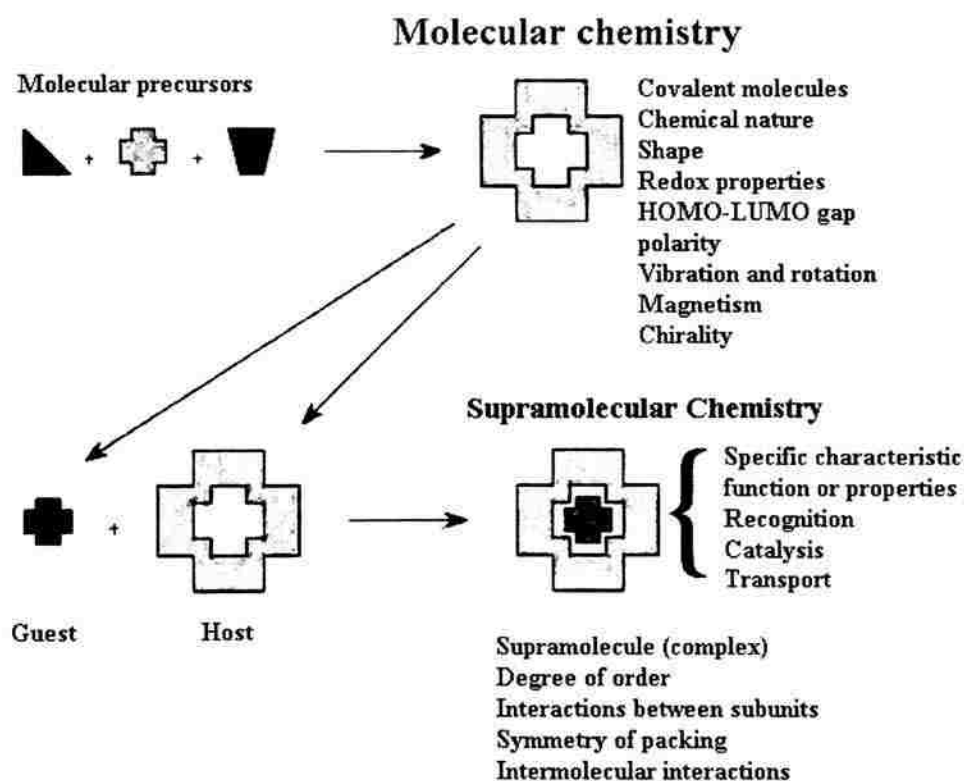 Molecular chemistry
Molecular precursors
+
+
Covalent molecules
Chemical nature
Shape
Redox properties
HOMO-LUMO gap
polarity
Vibration and rotation
Magnetism
Chirality
Supramolecular Chemistry
+
Specific characteristic
function or properties
Recognition
Catalysis
Transport
Guest
Host
Supramolecule (complex)
Degree of order
Interactions between subunits
Symmetry of packing
Intermolecular interactions